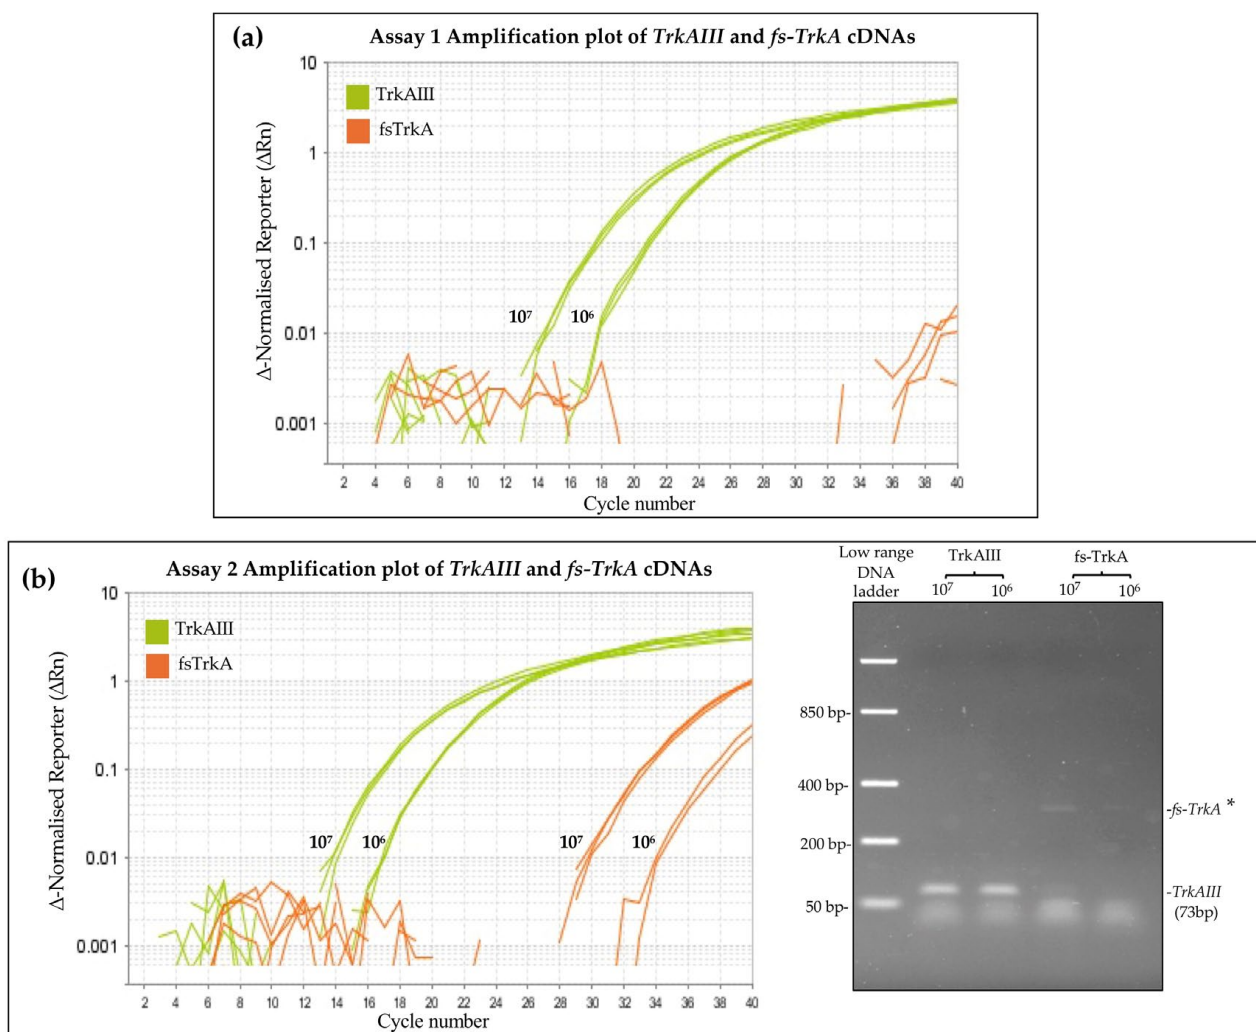 (a)
Assay 1 Amplification plot of TrkAIII and fs-TrkA cDNAs
TrkAIII
fsTrkA
Δ-Normalised Reporter (ΔRn)
10
1
0.1
0.01
0.001
10⁷
10⁶
2 4 6 8 10 12 14 16 18 20 22 24 26 28 30 32 34 36 38 40
Cycle number
(b)
Assay 2 Amplification plot of TrkAIII and fs-TrkA cDNAs
TrkAIII
fsTrkA
Δ-Normalised Reporter (ΔRn)
10
1
0.1
0.01
0.001
10⁷
10⁶
10⁷
10⁶
2 4 6 8 10 12 14 16 18 20 22 24 26 28 30 32 34 36 38 40
Cycle number
Low range
DNA
ladder
TrkAIII
fs-TrkA
10⁷
10⁶
10⁷
10⁶
850 bp-
400 bp-
200 bp-
50 bp-
-fs-TrkA *
-TrkAIII
(73bp)